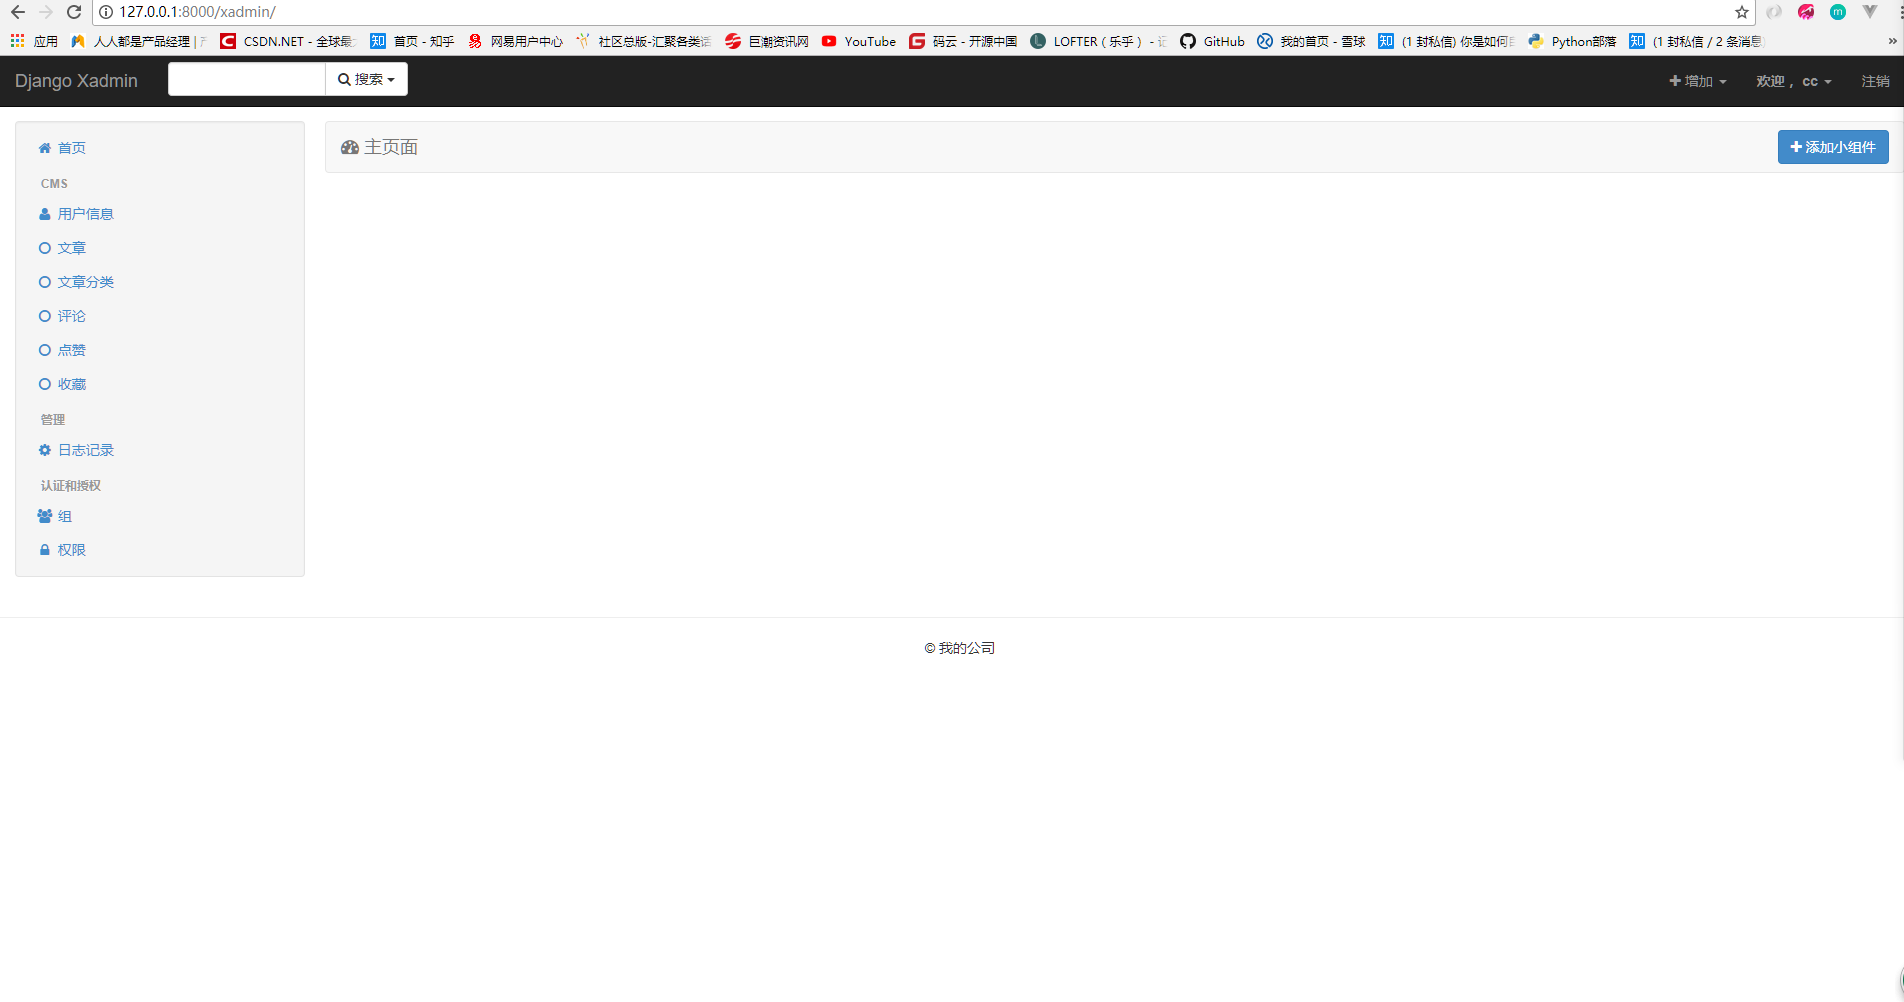 127.0.0.1:8000/xadmin/
应用 人人都是产品经理 | CSDN.NET - 全球最 首页 - 知乎 网易用户中心 社区总版-汇聚各类话 巨潮资讯网 YouTube 码云 - 开源中国 LOFTER（乐乎） - 记 GitHub 我的首页 - 雪球 (1 封私信) 你是如何自 Python部落 (1 封私信 / 2 条消息) »
Django Xadmin 搜索 增加 欢迎， cc 注销
首页
主页面 添加小组件
CMS
用户信息
文章
文章分类
评论
点赞
收藏
管理
日志记录
认证和授权
组
权限
© 我的公司